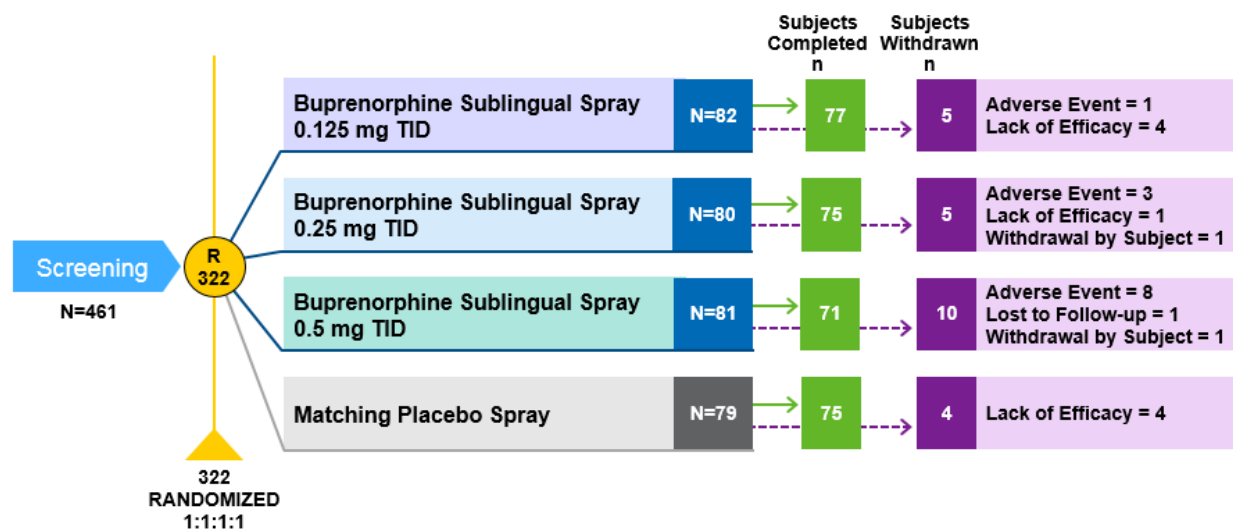 Subjects
Completed
n
Subjects
Withdrawn
n
Screening
N=461
R
322
322
RANDOMIZED
1:1:1:1
Buprenorphine Sublingual Spray
0.125 mg TID
N=82
77
5
Adverse Event = 1
Lack of Efficacy = 4
Buprenorphine Sublingual Spray
0.25 mg TID
N=80
75
5
Adverse Event = 3
Lack of Efficacy = 1
Withdrawal by Subject = 1
Buprenorphine Sublingual Spray
0.5 mg TID
N=81
71
10
Adverse Event = 8
Lost to Follow-up = 1
Withdrawal by Subject = 1
Matching Placebo Spray
N=79
75
4
Lack of Efficacy = 4